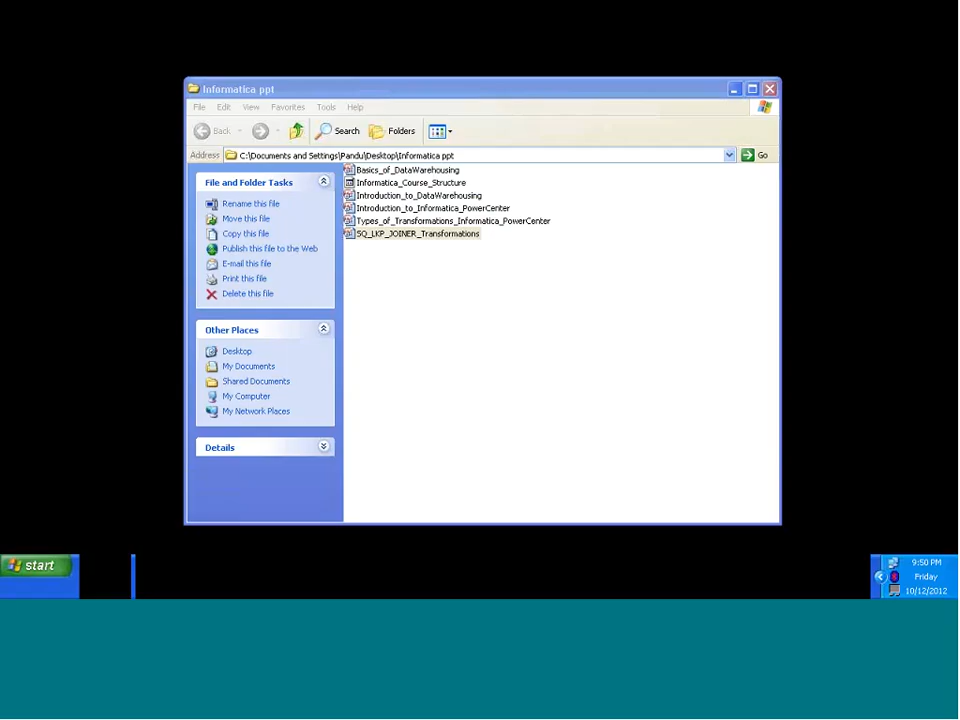 Informatica ppt
File Edit View Favorites Tools Help
Back Search Folders
Address C:\Documents and Settings\Pandu\Desktop\Informatica ppt Go
File and Folder Tasks
Rename this file
Move this file
Copy this file
Publish this file to the Web
E-mail this file
Print this file
Delete this file
Other Places
Desktop
My Documents
Shared Documents
My Computer
My Network Places
Details
Basics_of_DataWarehousing
Informatica_Course_Structure
Introduction_to_DataWarehousing
Introduction_to_Informatica_PowerCenter
Types_of_Transformations_Informatica_PowerCenter
SQ_LKP_JOINER_Transformations
start
9:50 PM
Friday
10/12/2012